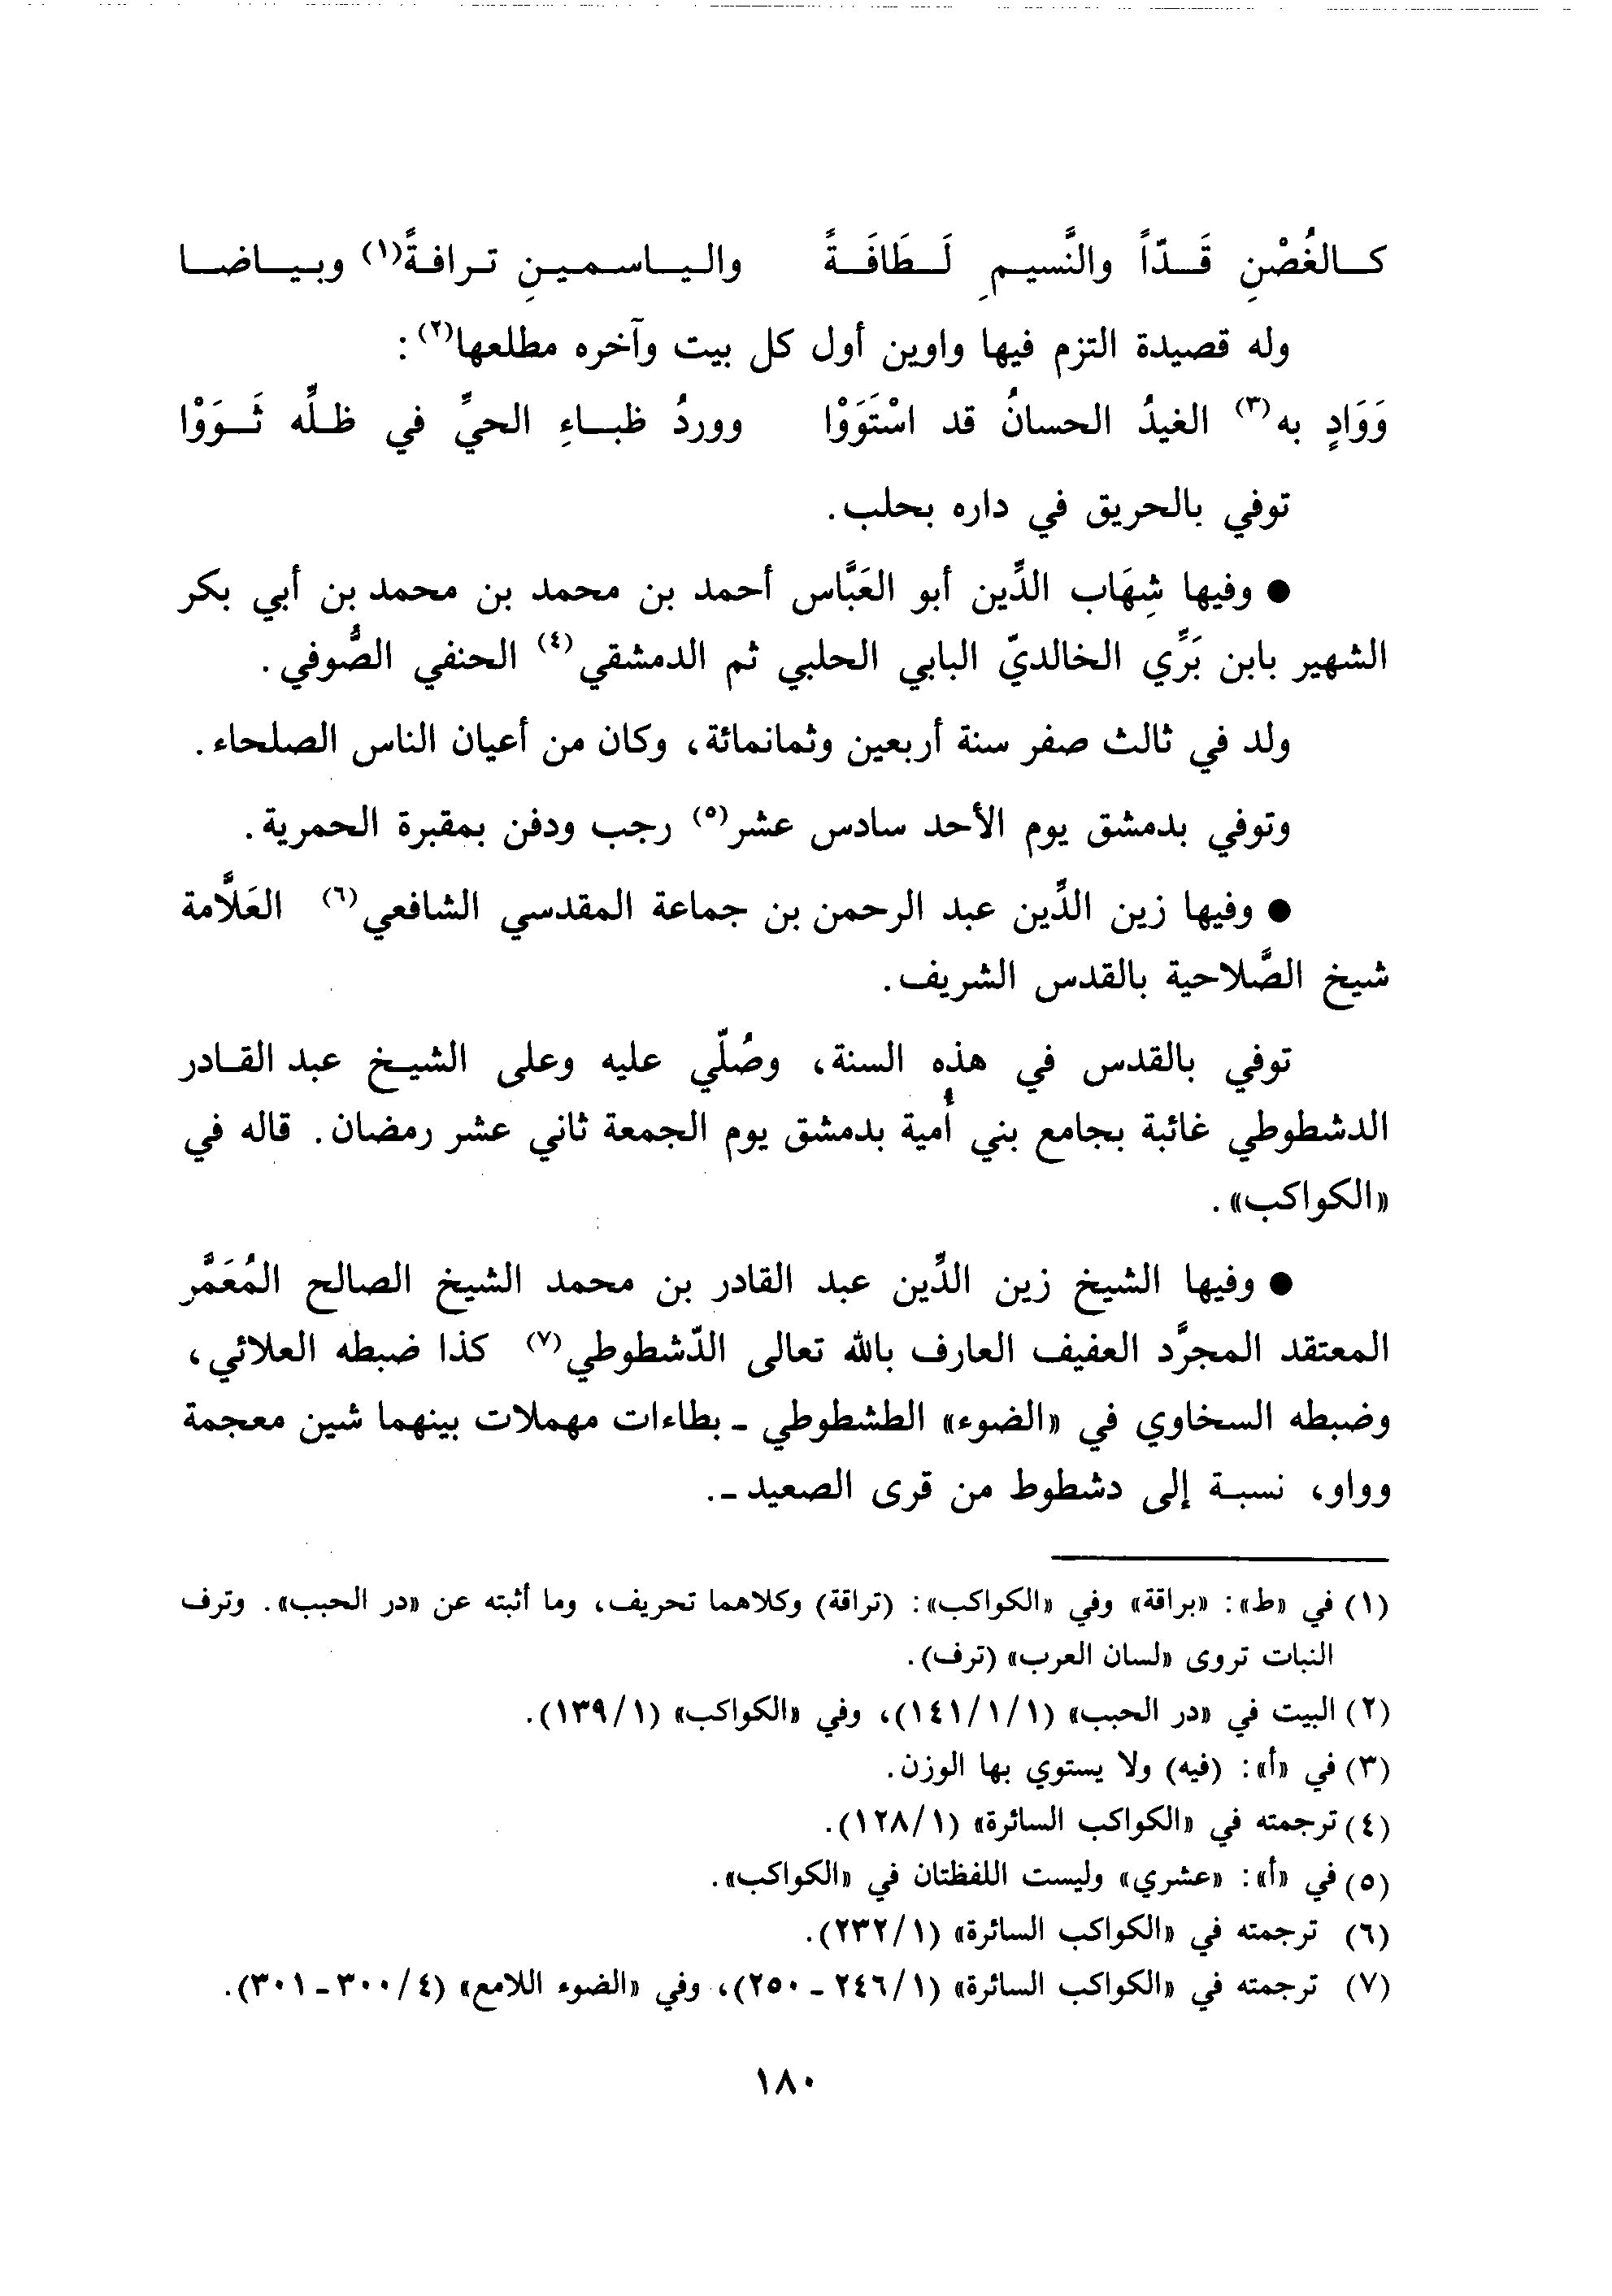 كالغُصْنِ قَدّاً والنَّسيمِ لَطَافَةً والياسمينِ ترافةً(١) وبياضا
وله قصيدة التزم فيها واوين أول كل بيت وآخره مطلعها(٢):
وَوَادٍ به(٣) الغيدُ الحسانُ قد اسْتَوَوْا ووردُ ظباءِ الحيِّ في ظلِّه ثَوَوْا
توفي بالحريق في داره بحلب.
● وفيها شِهَاب الدِّين أبو العَبَّاس أحمد بن محمد بن محمد بن أبي بكر
الشهير بابن بَرِّي الخالديّ البابي الحلبي ثم الدمشقي(٤) الحنفي الصُّوفي.
ولد في ثالث صفر سنة أربعين وثمانمائة، وكان من أعيان الناس الصلحاء.
وتوفي بدمشق يوم الأحد سادس عشر(٥) رجب ودفن بمقبرة الحمرية.
● وفيها زين الدِّين عبد الرحمن بن جماعة المقدسي الشافعي(٦) العَلاَّمة
شيخ الصَّلاحية بالقدس الشريف.
توفي بالقدس في هذه السنة، وصُلّي عليه وعلى الشيخ عبد القادر
الدشطوطي غائبة بجامع بني أُمية بدمشق يوم الجمعة ثاني عشر رمضان. قاله في
«الكواكب».
● وفيها الشيخ زين الدِّين عبد القادر بن محمد الشيخ الصالح المُعَمَّر
المعتقد المجرَّد العفيف العارف بالله تعالى الدّشطوطي(٧) كذا ضبطه العلائي،
وضبطه السخاوي في «الضوء» الطشطوطي ـ بطاءات مهملات بينهما شين معجمة
وواو، نسبة إلى دشطوط من قرى الصعيد ـ.
(١) في «ط»: «براقة» وفي «الكواكب»: (تراقة) وكلاهما تحريف، وما أثبته عن «در الحبب». وترف
النبات تروى «لسان العرب» (ترف).
(٢) البيت في «در الحبب» (١/١/١٤١)، وفي «الكواكب» (١/١٣٩).
(٣) في «أ»: (فيه) ولا يستوي بها الوزن.
(٤) ترجمته في «الكواكب السائرة» (١/١٢٨).
(٥) في «أ»: «عشري» وليست اللفظتان في «الكواكب».
(٦) ترجمته في «الكواكب السائرة» (١/٢٣٢).
(٧) ترجمته في «الكواكب السائرة» (١/٢٤٦ ـ ٢٥٠)، وفي «الضوء اللامع» (٤/٣٠٠ ـ ٣٠١).
١٨٠